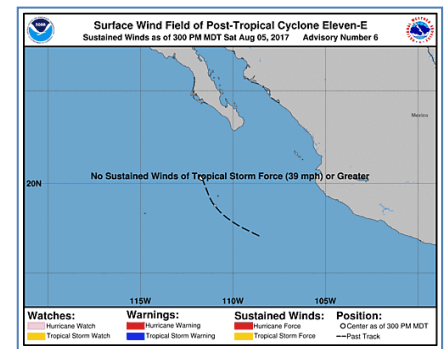 Surface Wind Field of Post-Tropical Cyclone Eleven-E
Sustained Winds as of 300 PM MDT Sat Aug 05, 2017 Advisory Number 6
Mexico
No Sustained Winds of Tropical Storm Force (39 mph) or Greater
20N
115W 110W 105W
Watches: Warnings: Sustained Winds: Position:
Hurricane Watch Hurricane Warning Hurricane Force Center as of 300 PM MDT
Tropical Storm Watch Tropical Storm Warning Tropical Storm Force Past Track